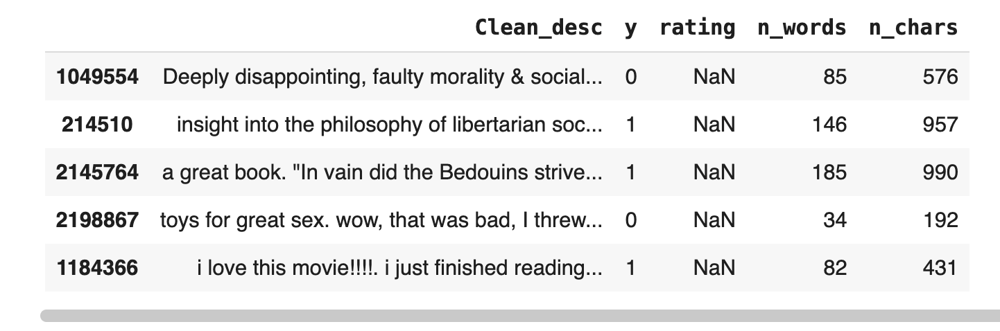 Clean_desc y rating n_words n_chars
1049554 Deeply disappointing, faulty morality & social... 0 NaN 85 576
214510 insight into the philosophy of libertarian soc... 1 NaN 146 957
2145764 a great book. "In vain did the Bedouins strive... 1 NaN 185 990
2198867 toys for great sex. wow, that was bad, I threw... 0 NaN 34 192
1184366 i love this movie!!!!. i just finished reading... 1 NaN 82 431